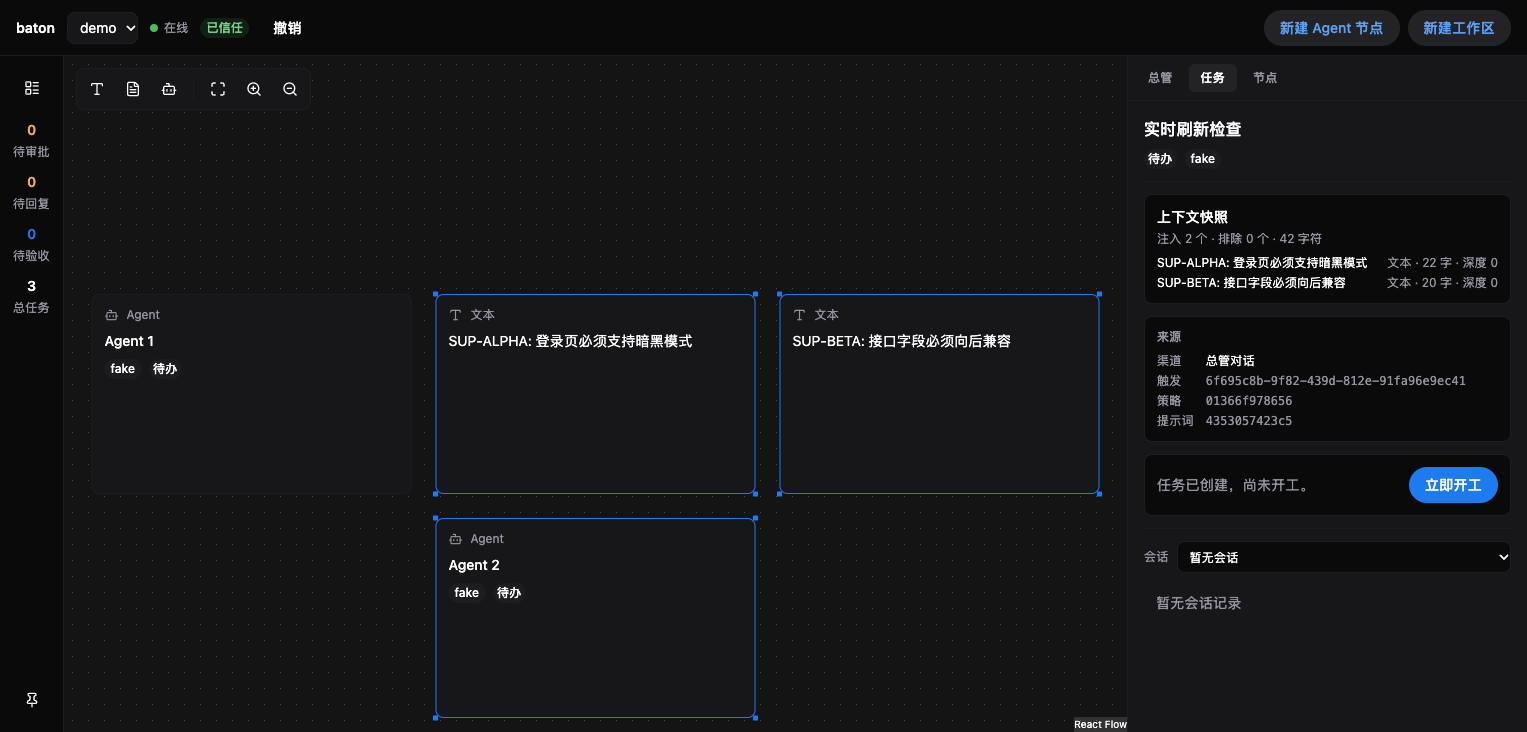 baton demo 在线 已信任 撤销 新建 Agent 节点 新建工作区
0
待审批
0
待回复
0
待验收
3
总任务
Agent
Agent 1
fake 待办
文本
SUP-ALPHA: 登录页必须支持暗黑模式
文本
SUP-BETA: 接口字段必须向后兼容
Agent
Agent 2
fake 待办
React Flow
总管 任务 节点
实时刷新检查
待办 fake
上下文快照
注入 2 个 · 排除 0 个 · 42 字符
SUP-ALPHA: 登录页必须支持暗黑模式 文本 · 22 字 · 深度 0
SUP-BETA: 接口字段必须向后兼容 文本 · 20 字 · 深度 0
来源
渠道 总管对话
触发 6f695c8b-9f82-439d-812e-91fa96e9ec41
策略 01366f978656
提示词 4353057423c5
任务已创建，尚未开工。 立即开工
会话 暂无会话
暂无会话记录